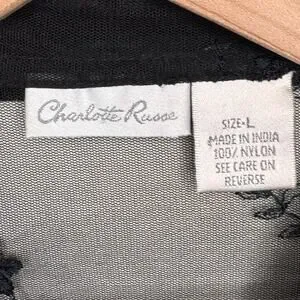 Charlotte Russe
SIZE-L
MADE IN INDIA
100% NYLON
SEE CARE ON
REVERSE